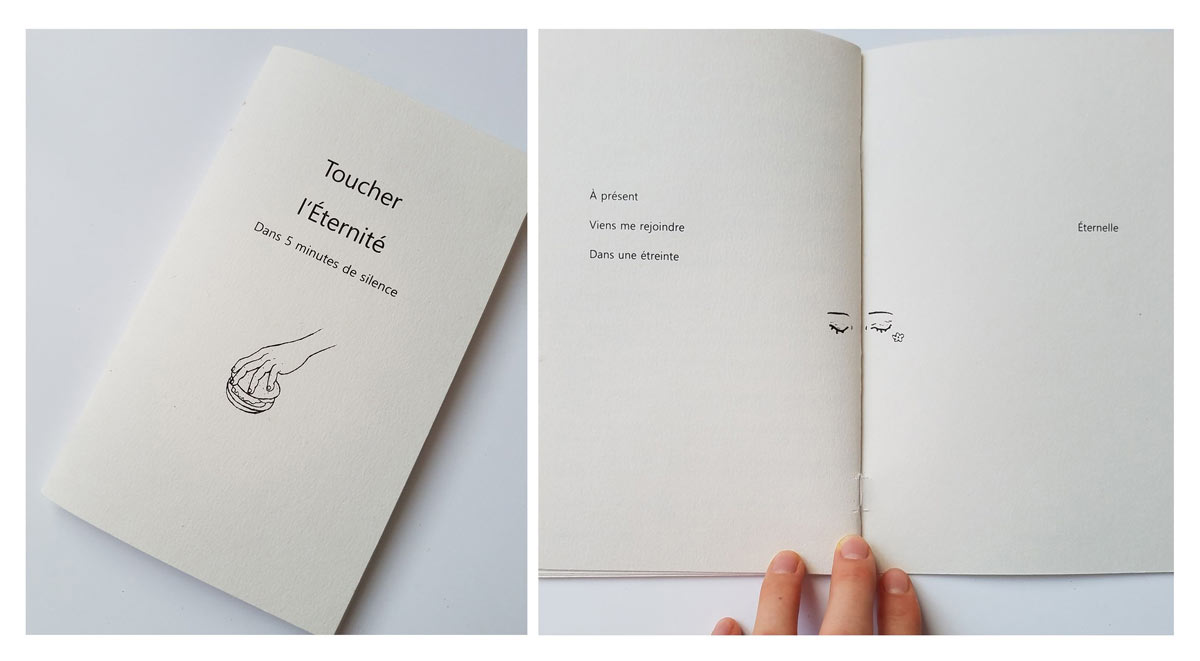 Toucher
l'Éternité
Dans 5 minutes de silence
À présent
Viens me rejoindre
Dans une étreinte
Éternelle